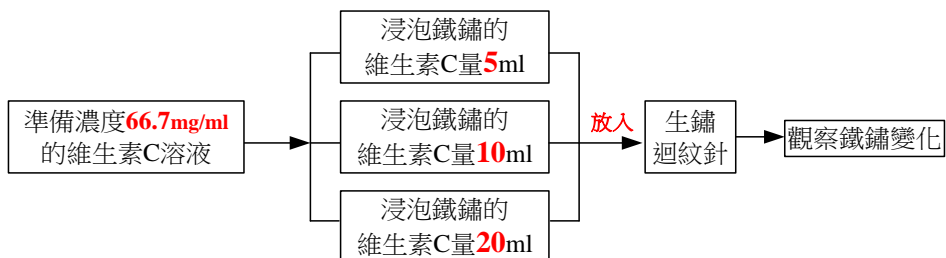 準備濃度66.7mg/ml
的維生素C溶液
浸泡鐵鏽的
維生素C量5ml
浸泡鐵鏽的
維生素C量10ml
浸泡鐵鏽的
維生素C量20ml
放入
生鏽
迴紋針
觀察鐵鏽變化